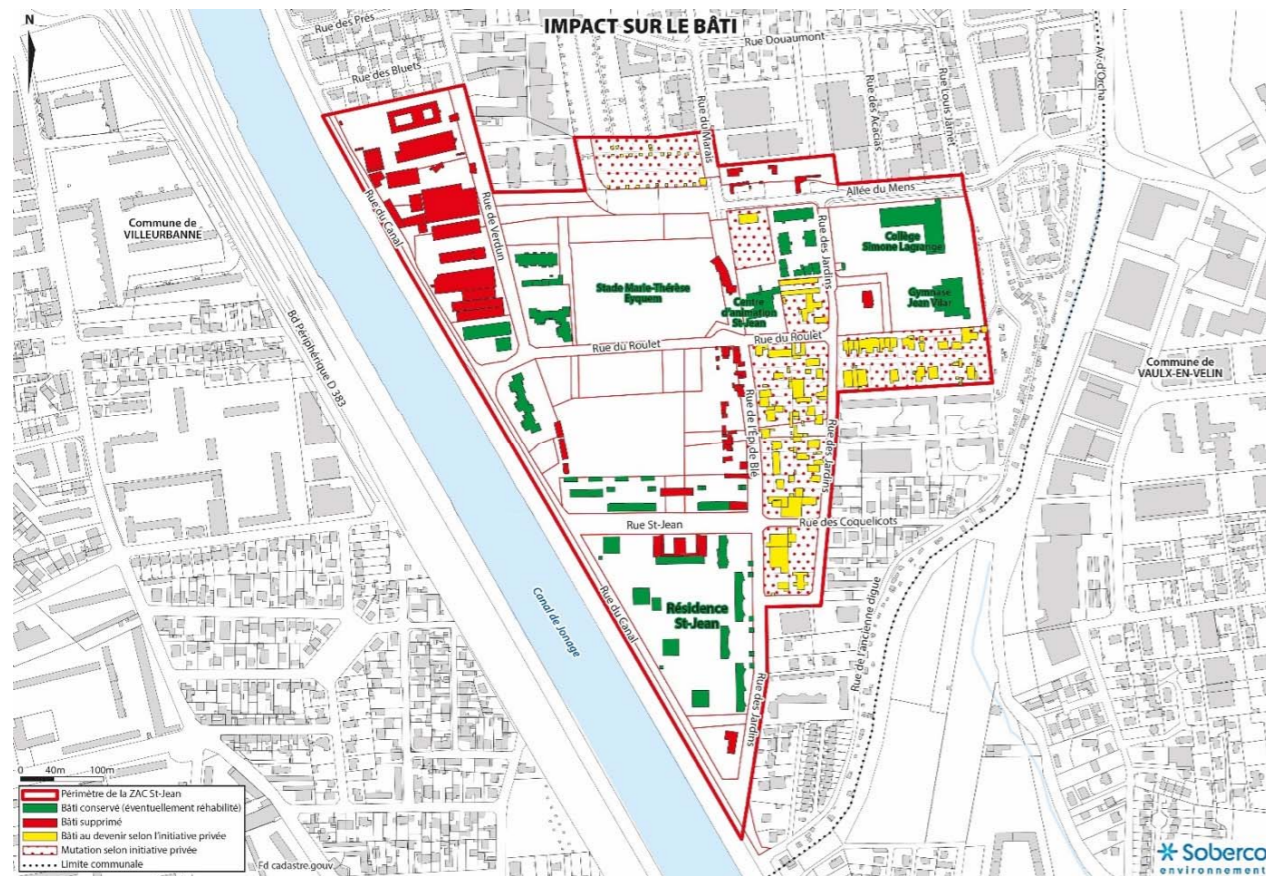 IMPACT SUR LE BÂTI
N
Rue des Prés
Rue des Bluets
Rue Douaumont
Rue du Marais
Rue des Acacias
Rue Louis Jarnet
Av. d'Orcha
Allée du Mens
Commune de
VILLEURBANNE
Rue du Canal
Rue de Verdun
Rue des Jardins
Collège
Simone Lagrange
Stade Marie-Thérèse
Eyquem
Centre
d'animation
St-Jean
Gymnase
Jean Vilar
Rue du Roulet
Rue du Roulet
Bd Périphérique D 383
Commune de
VAULX-EN-VELIN
Rue de l'Épi de Blé
Rue des Jardins
Rue St-Jean
Rue des Coquelicots
Canal de Jonage
Rue du Canal
Résidence
St-Jean
Rue de l'ancienne digue
Rue des Jardins
0 40m 100m
Périmètre de la ZAC St-Jean
Bâti conservé (éventuellement réhabilité)
Bâti supprimé
Bâti au devenir selon l'initiative privée
Mutation selon initiative privée
Limite communale
Fd cadastre.gouv
Soberco
environnement